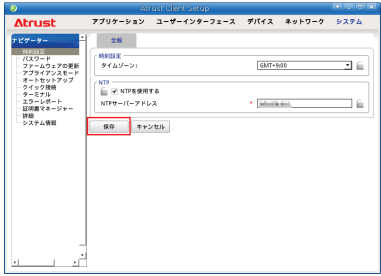 Atrust Client Setup
Atrust
アプリケーション ユーザーインターフェース デバイス ネットワーク システム
ナビゲーター
時刻設定
パスワード
ファームウェアの更新
アプライアンスモード
オートセットアップ
クイック接続
ターミナル
エラーレポート
証明書マネージャー
詳細
システム情報
全般
時刻設定
タイムゾーン: GMT+9:00
NTP
NTPを使用する
NTPサーバーアドレス *
保存 キャンセル